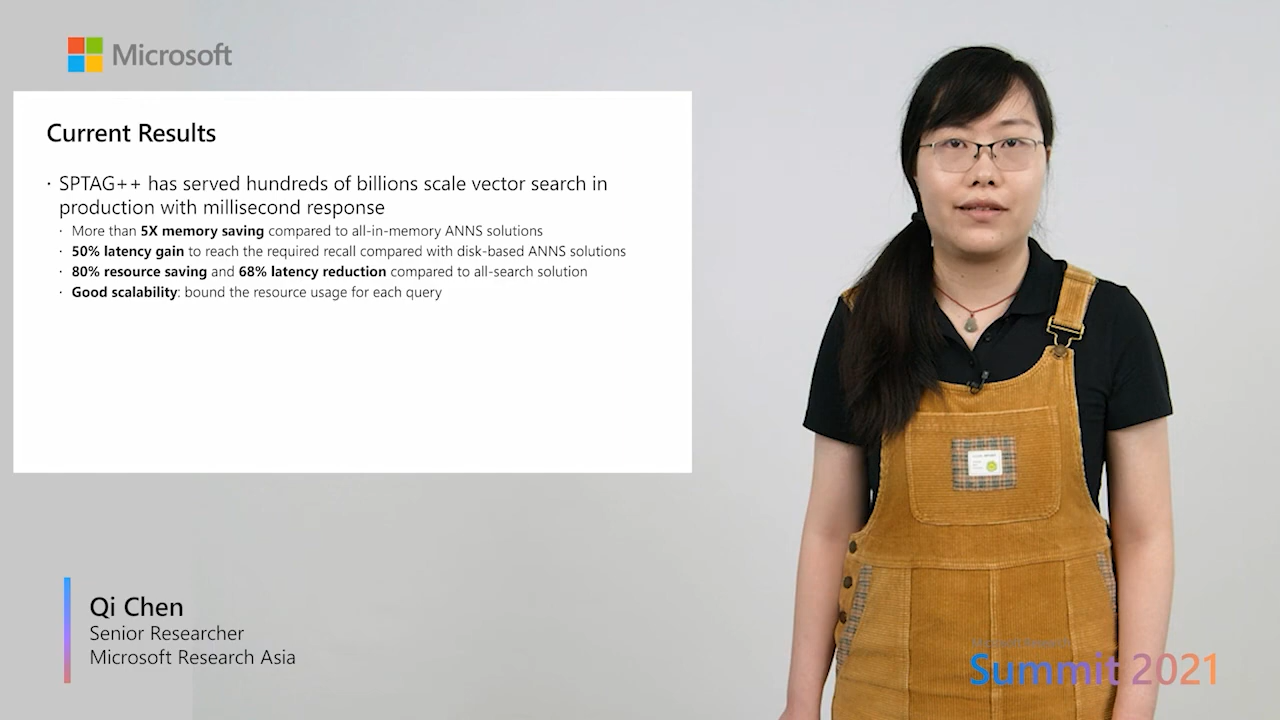 Microsoft
Current Results
· SPTAG++ has served hundreds of billions scale vector search in
production with millisecond response
· More than 5X memory saving compared to all-in-memory ANNS solutions
· 50% latency gain to reach the required recall compared with disk-based ANNS solutions
· 80% resource saving and 68% latency reduction compared to all-search solution
· Good scalability: bound the resource usage for each query
Qi Chen
Senior Researcher
Microsoft Research Asia
Summit 2021